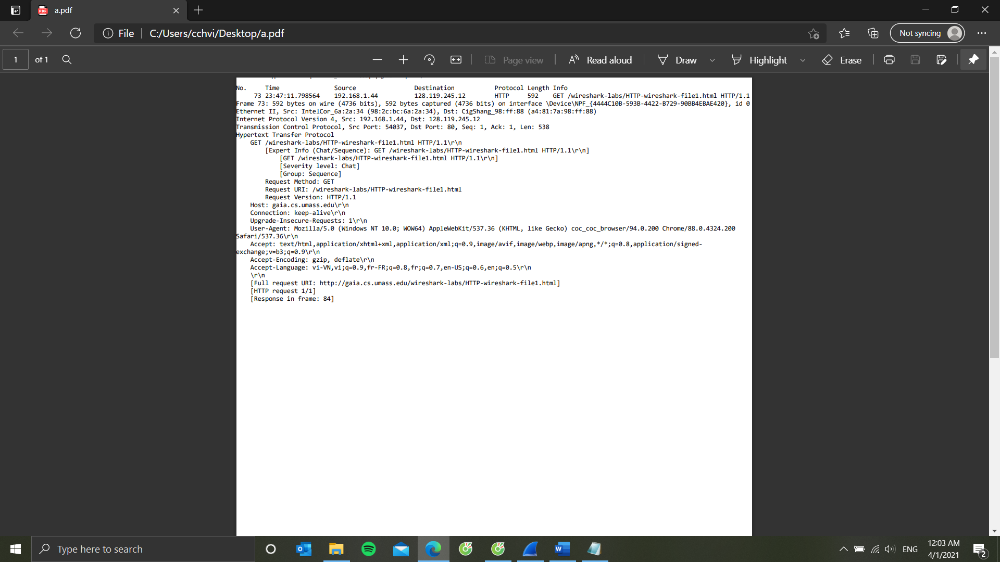 a.pdf
File | C:/Users/cchvi/Desktop/a.pdf
Not syncing
1 of 1
Page view
Read aloud
Draw
Highlight
Erase
No. Time Source Destination Protocol Length Info
73 23:47:11.798564 192.168.1.44 128.119.245.12 HTTP 592 GET /wireshark-labs/HTTP-wireshark-file1.html HTTP/1.1
Frame 73: 592 bytes on wire (4736 bits), 592 bytes captured (4736 bits) on interface \Device\NPF_{4444C10B-593B-4422-B729-90BB4EBAE420}, id 0
Ethernet II, Src: IntelCor_6a:2a:34 (98:2c:bc:6a:2a:34), Dst: CigShang_98:ff:88 (a4:81:7a:98:ff:88)
Internet Protocol Version 4, Src: 192.168.1.44, Dst: 128.119.245.12
Transmission Control Protocol, Src Port: 54037, Dst Port: 80, Seq: 1, Ack: 1, Len: 538
Hypertext Transfer Protocol
GET /wireshark-labs/HTTP-wireshark-file1.html HTTP/1.1\r\n
[Expert Info (Chat/Sequence): GET /wireshark-labs/HTTP-wireshark-file1.html HTTP/1.1\r\n]
[GET /wireshark-labs/HTTP-wireshark-file1.html HTTP/1.1\r\n]
[Severity level: Chat]
[Group: Sequence]
Request Method: GET
Request URI: /wireshark-labs/HTTP-wireshark-file1.html
Request Version: HTTP/1.1
Host: gaia.cs.umass.edu\r\n
Connection: keep-alive\r\n
Upgrade-Insecure-Requests: 1\r\n
User-Agent: Mozilla/5.0 (Windows NT 10.0; WOW64) AppleWebKit/537.36 (KHTML, like Gecko) coc_coc_browser/94.0.200 Chrome/88.0.4324.200
Safari/537.36\r\n
Accept: text/html,application/xhtml+xml,application/xml;q=0.9,image/avif,image/webp,image/apng,*/*;q=0.8,application/signed-
exchange;v=b3;q=0.9\r\n
Accept-Encoding: gzip, deflate\r\n
Accept-Language: vi-VN,vi;q=0.9,fr-FR;q=0.8,fr;q=0.7,en-US;q=0.6,en;q=0.5\r\n
\r\n
[Full request URI: http://gaia.cs.umass.edu/wireshark-labs/HTTP-wireshark-file1.html]
[HTTP request 1/1]
[Response in frame: 84]
Type here to search
ENG
12:03 AM
4/1/2021
2